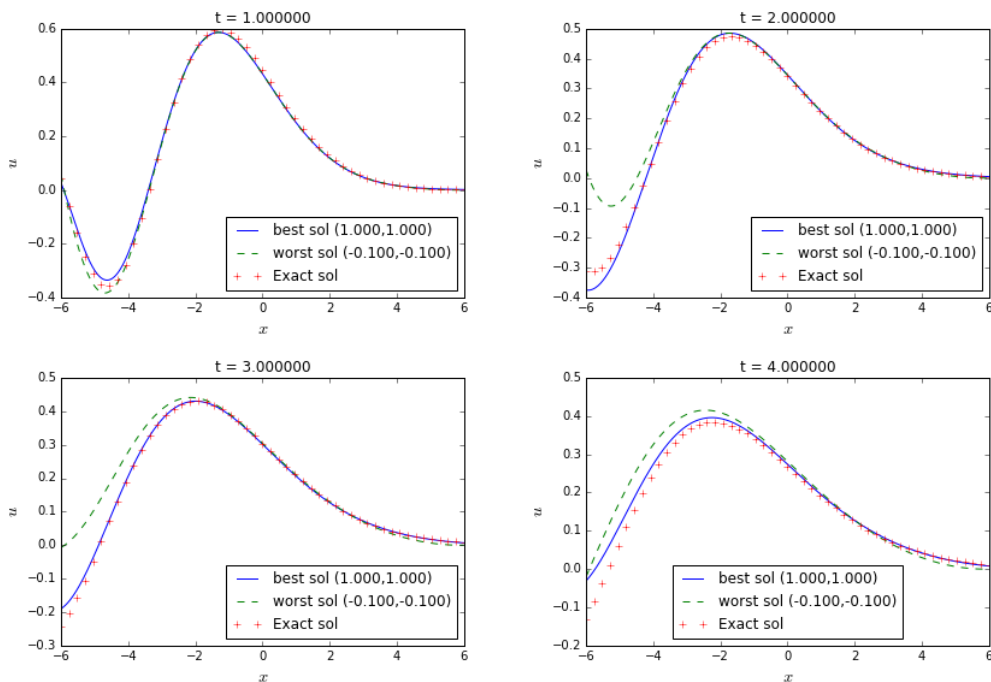 t = 1.000000
0.6
0.4
0.2
0.0
−0.2
−0.4
u
−6
−4
−2
0
2
4
6
x
best sol (1.000,1.000)
worst sol (-0.100,-0.100)
Exact sol
t = 2.000000
0.5
0.4
0.3
0.2
0.1
0.0
−0.1
−0.2
−0.3
−0.4
u
−6
−4
−2
0
2
4
6
x
best sol (1.000,1.000)
worst sol (-0.100,-0.100)
Exact sol
t = 3.000000
0.5
0.4
0.3
0.2
0.1
0.0
−0.1
−0.2
−0.3
u
−6
−4
−2
0
2
4
6
x
best sol (1.000,1.000)
worst sol (-0.100,-0.100)
Exact sol
t = 4.000000
0.5
0.4
0.3
0.2
0.1
0.0
−0.1
−0.2
u
−6
−4
−2
0
2
4
6
x
best sol (1.000,1.000)
worst sol (-0.100,-0.100)
Exact sol